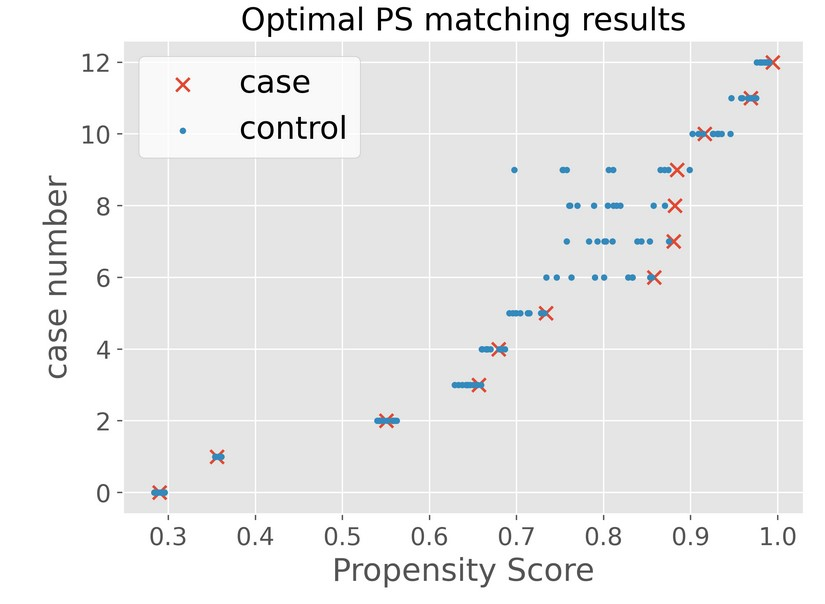 Optimal PS matching results
case
control
12
10
8
6
4
2
0
case number
0.3 0.4 0.5 0.6 0.7 0.8 0.9 1.0
Propensity Score